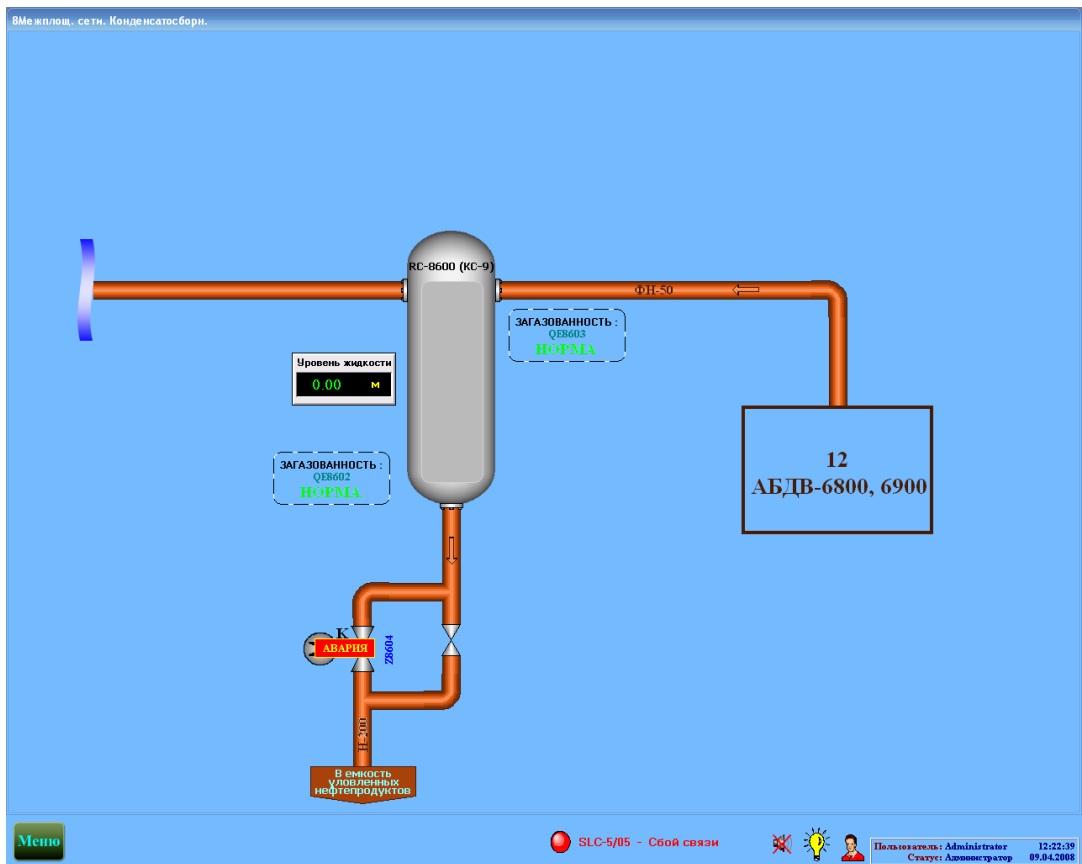 8Межплощ. сети. Конденсатосборн.
RC-8600 (КС-9)
ФН-50
ЗАГАЗОВАННОСТЬ :
QE8603
НОРМА
Уровень жидкости
0.00 м
ЗАГАЗОВАННОСТЬ :
QE8602
НОРМА
12
АБДВ-6800, 6900
К
АВАРИЯ
Z8604
Н-200
В емкость
уловленных
нефтепродуктов
Меню
SLC-5/05 - Сбой связи
Пользователь: Administrator 12:22:39
Статус: Администратор 09.04.2008